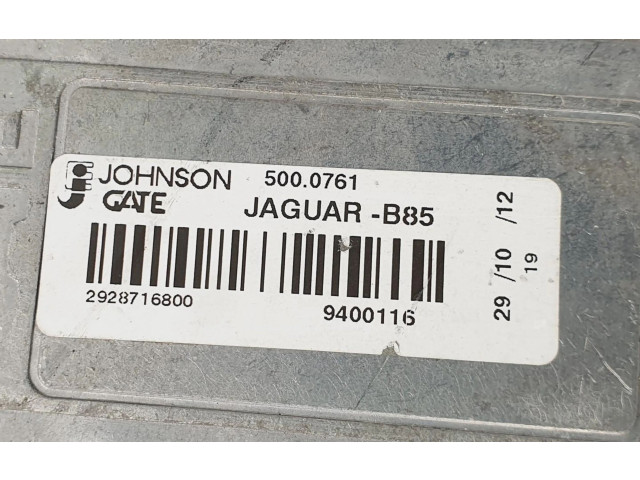 JOHNSON 500.0761
GATE JAGUAR -B85
2928716800 9400116
29/10 /12
19